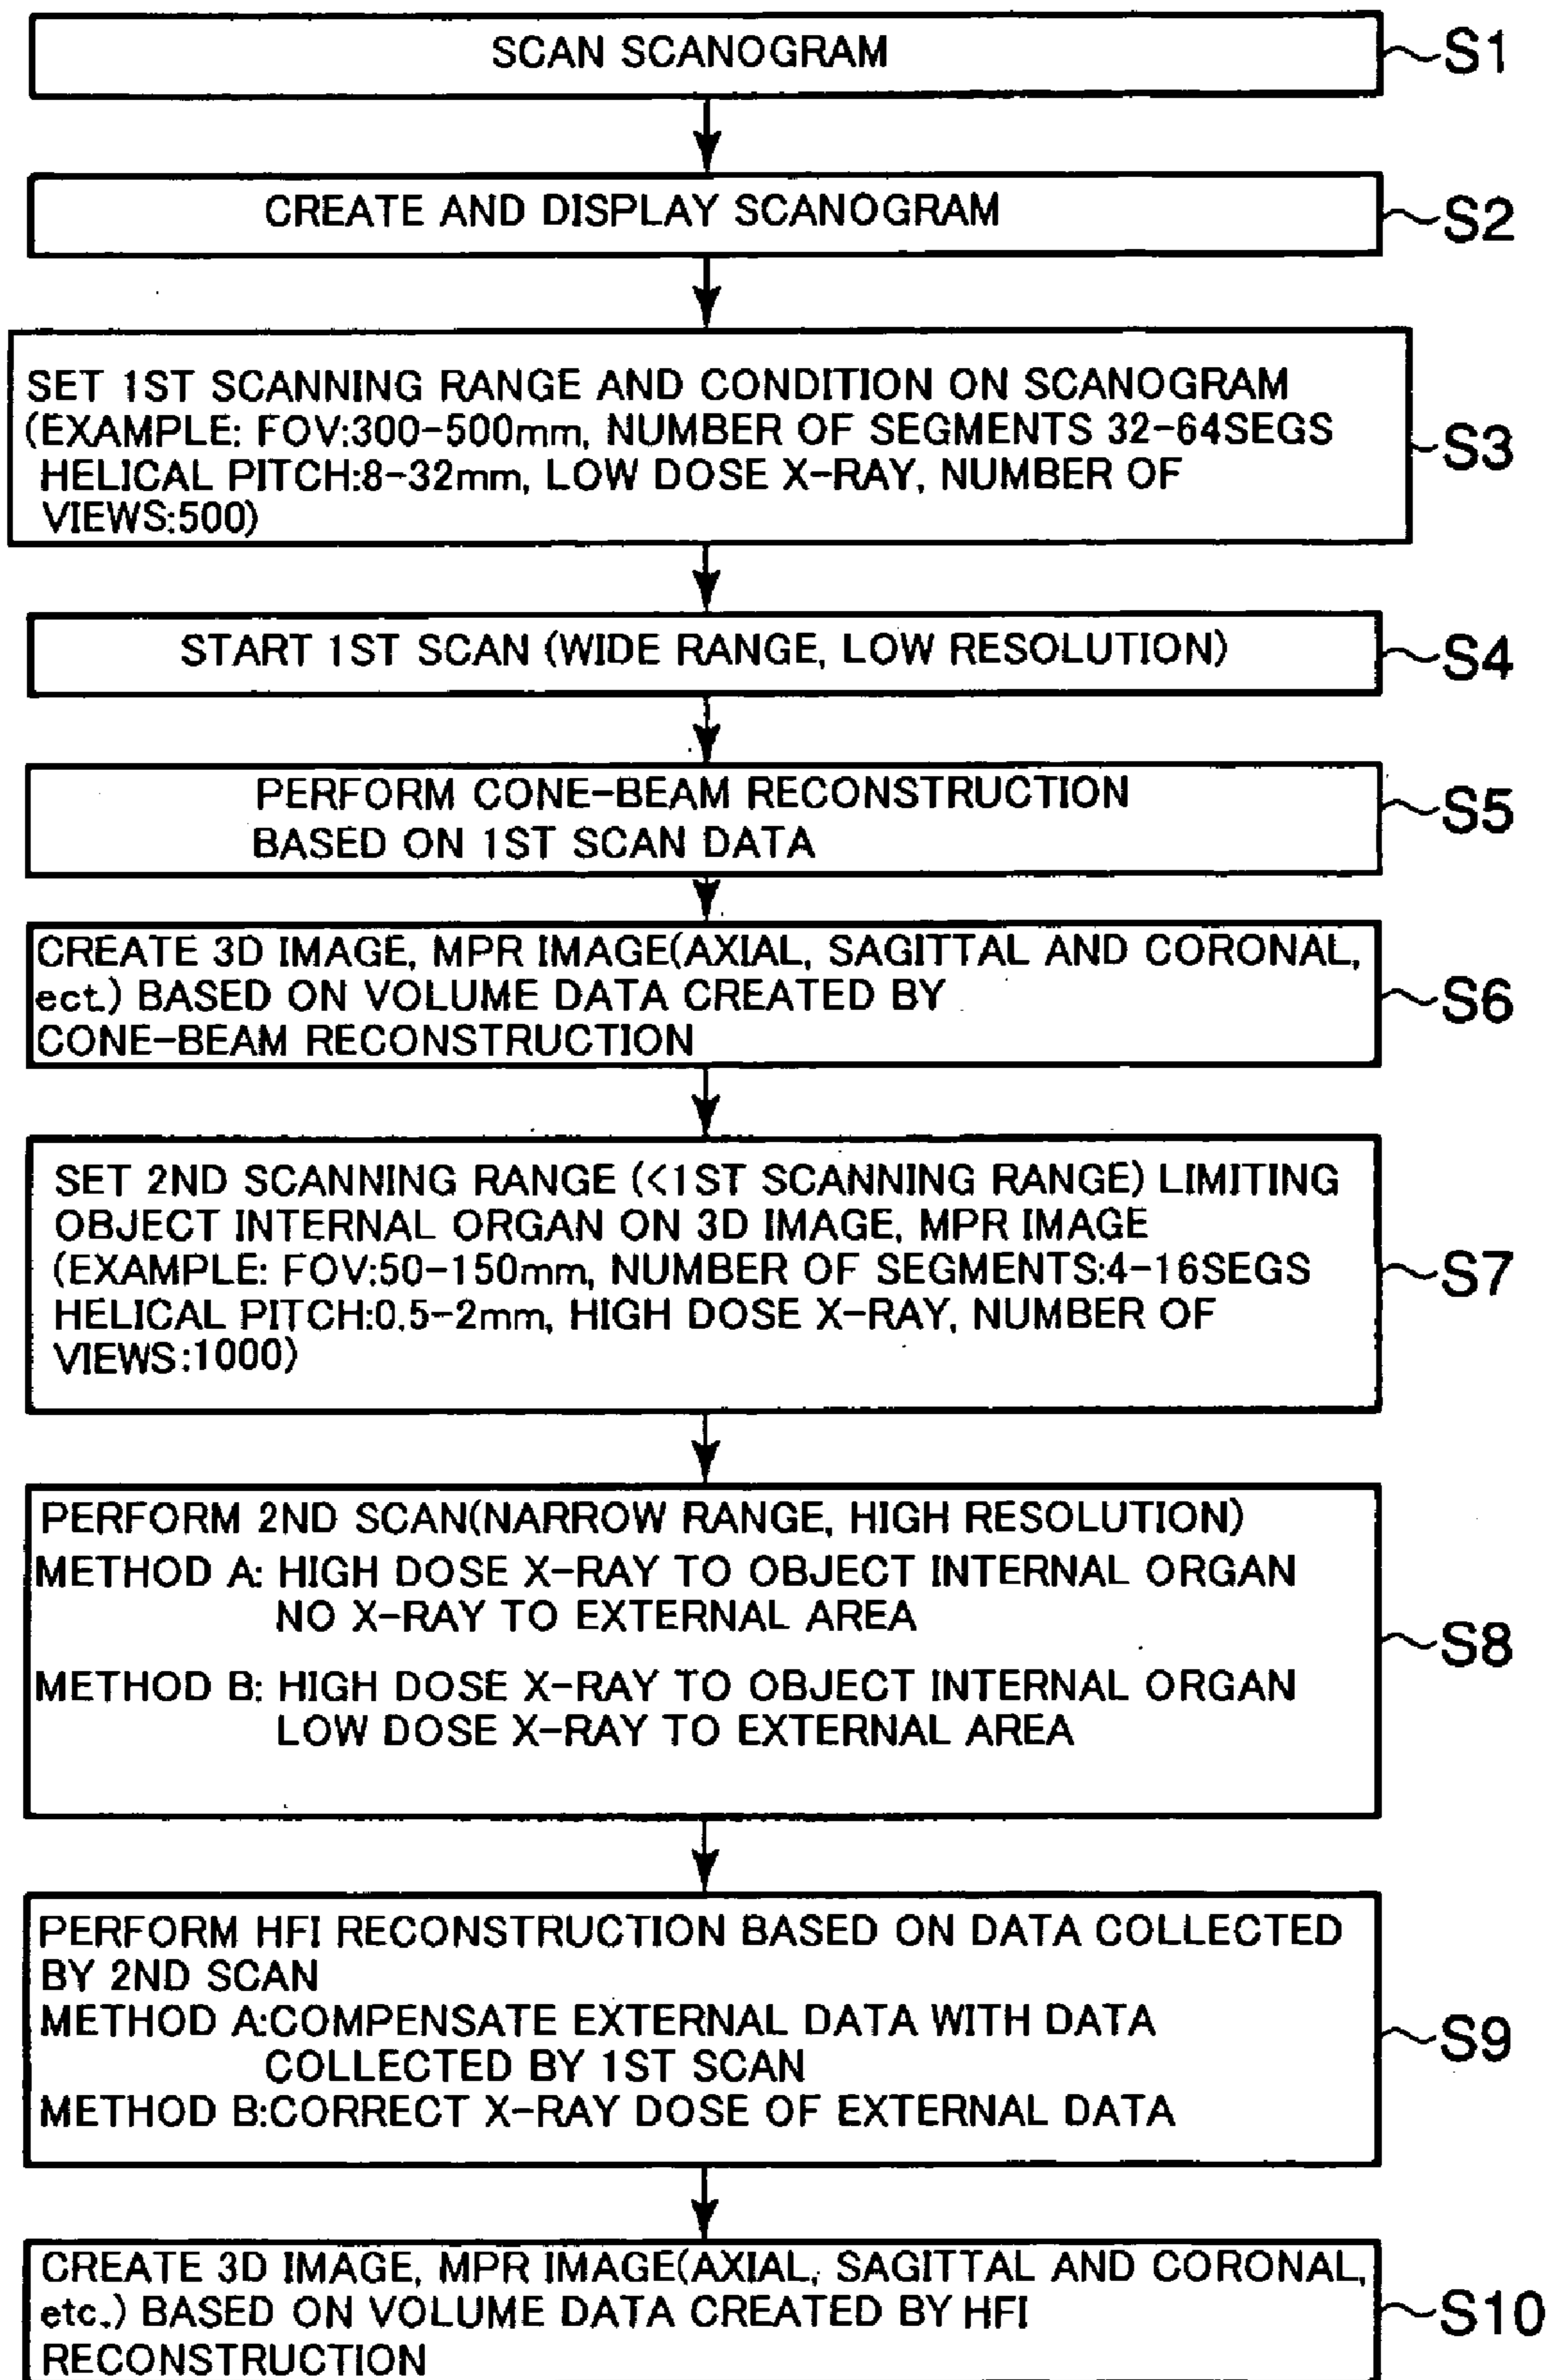 SCAN SCANOGRAM
S1
CREATE AND DISPLAY SCANOGRAM
S2
SET 1ST SCANNING RANGE AND CONDITION ON SCANOGRAM
(EXAMPLE: FOV:300-500mm, NUMBER OF SEGMENTS 32-64SEGS
HELICAL PITCH:8-32mm, LOW DOSE X-RAY, NUMBER OF
VIEWS:500)
S3
START 1ST SCAN (WIDE RANGE, LOW RESOLUTION)
S4
PERFORM CONE-BEAM RECONSTRUCTION
BASED ON 1ST SCAN DATA
S5
CREATE 3D IMAGE, MPR IMAGE(AXIAL, SAGITTAL AND CORONAL,
ect.) BASED ON VOLUME DATA CREATED BY
CONE-BEAM RECONSTRUCTION
S6
SET 2ND SCANNING RANGE (<1ST SCANNING RANGE) LIMITING
OBJECT INTERNAL ORGAN ON 3D IMAGE, MPR IMAGE
(EXAMPLE: FOV:50-150mm, NUMBER OF SEGMENTS:4-16SEGS
HELICAL PITCH:0.5-2mm, HIGH DOSE X-RAY, NUMBER OF
VIEWS:1000)
S7
PERFORM 2ND SCAN(NARROW RANGE, HIGH RESOLUTION)
METHOD A: HIGH DOSE X-RAY TO OBJECT INTERNAL ORGAN
NO X-RAY TO EXTERNAL AREA
METHOD B: HIGH DOSE X-RAY TO OBJECT INTERNAL ORGAN
LOW DOSE X-RAY TO EXTERNAL AREA
S8
PERFORM HFI RECONSTRUCTION BASED ON DATA COLLECTED
BY 2ND SCAN
METHOD A:COMPENSATE EXTERNAL DATA WITH DATA
COLLECTED BY 1ST SCAN
METHOD B:CORRECT X-RAY DOSE OF EXTERNAL DATA
S9
CREATE 3D IMAGE, MPR IMAGE(AXIAL, SAGITTAL AND CORONAL,
etc.) BASED ON VOLUME DATA CREATED BY HFI
RECONSTRUCTION
S10